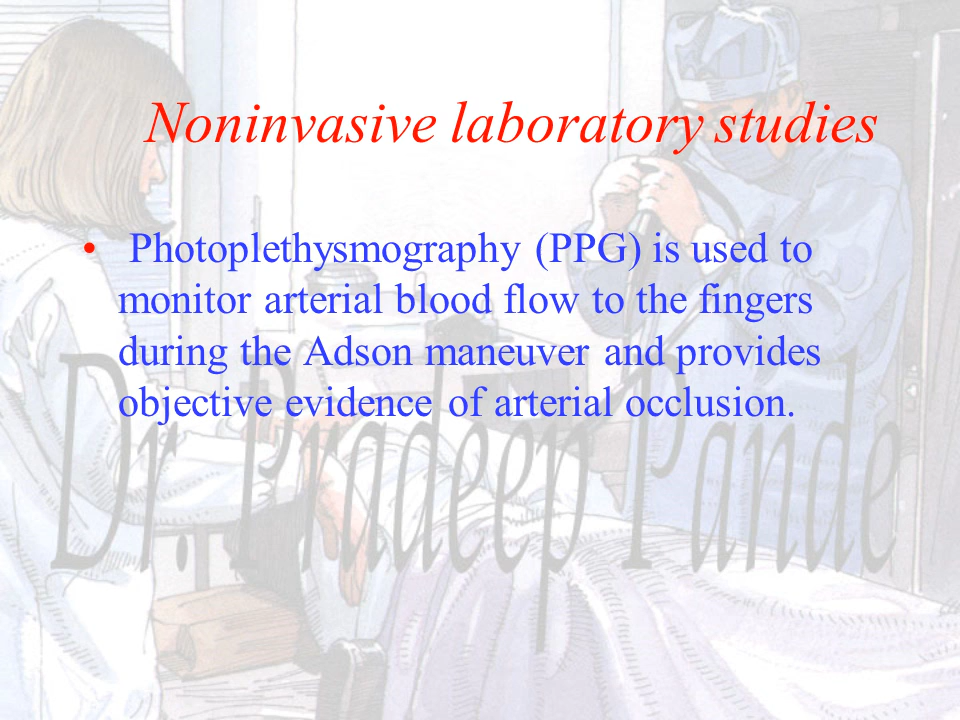 Noninvasive laboratory studies
• Photoplethysmography (PPG) is used to
monitor arterial blood flow to the fingers
during the Adson maneuver and provides
objective evidence of arterial occlusion.
Dr. Pradeep Pande